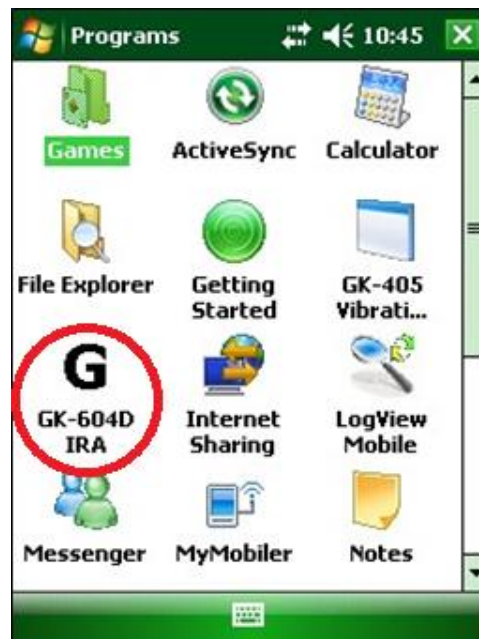 Programs 10:45
Games ActiveSync Calculator
File Explorer Getting Started GK-405 Vibrati...
G
GK-604D IRA Internet Sharing LogView Mobile
Messenger MyMobiler Notes